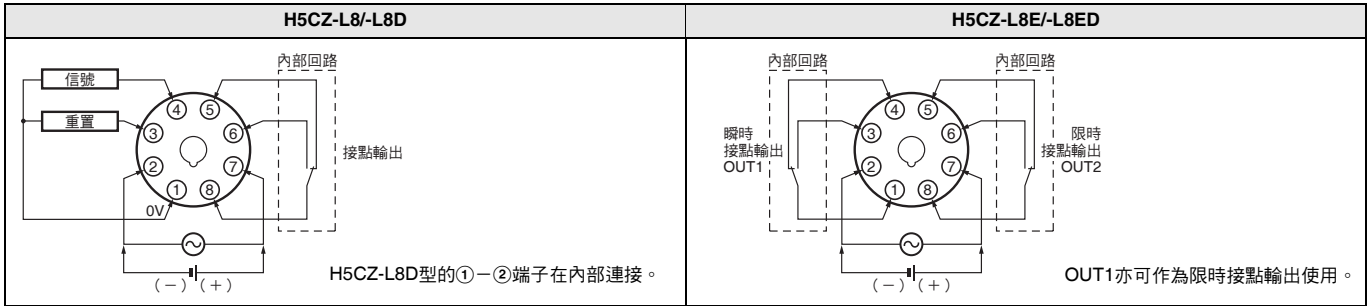 H5CZ-L8/-L8D
信號
重置
內部回路
4
5
3
6
2
7
1
8
0V
接點輸出
(－) (＋)
H5CZ-L8D型的①－②端子在內部連接。
H5CZ-L8E/-L8ED
內部回路
內部回路
瞬時
接點輸出
OUT1
4
5
3
6
2
7
1
8
限時
接點輸出
OUT2
(－) (＋)
OUT1亦可作為限時接點輸出使用。